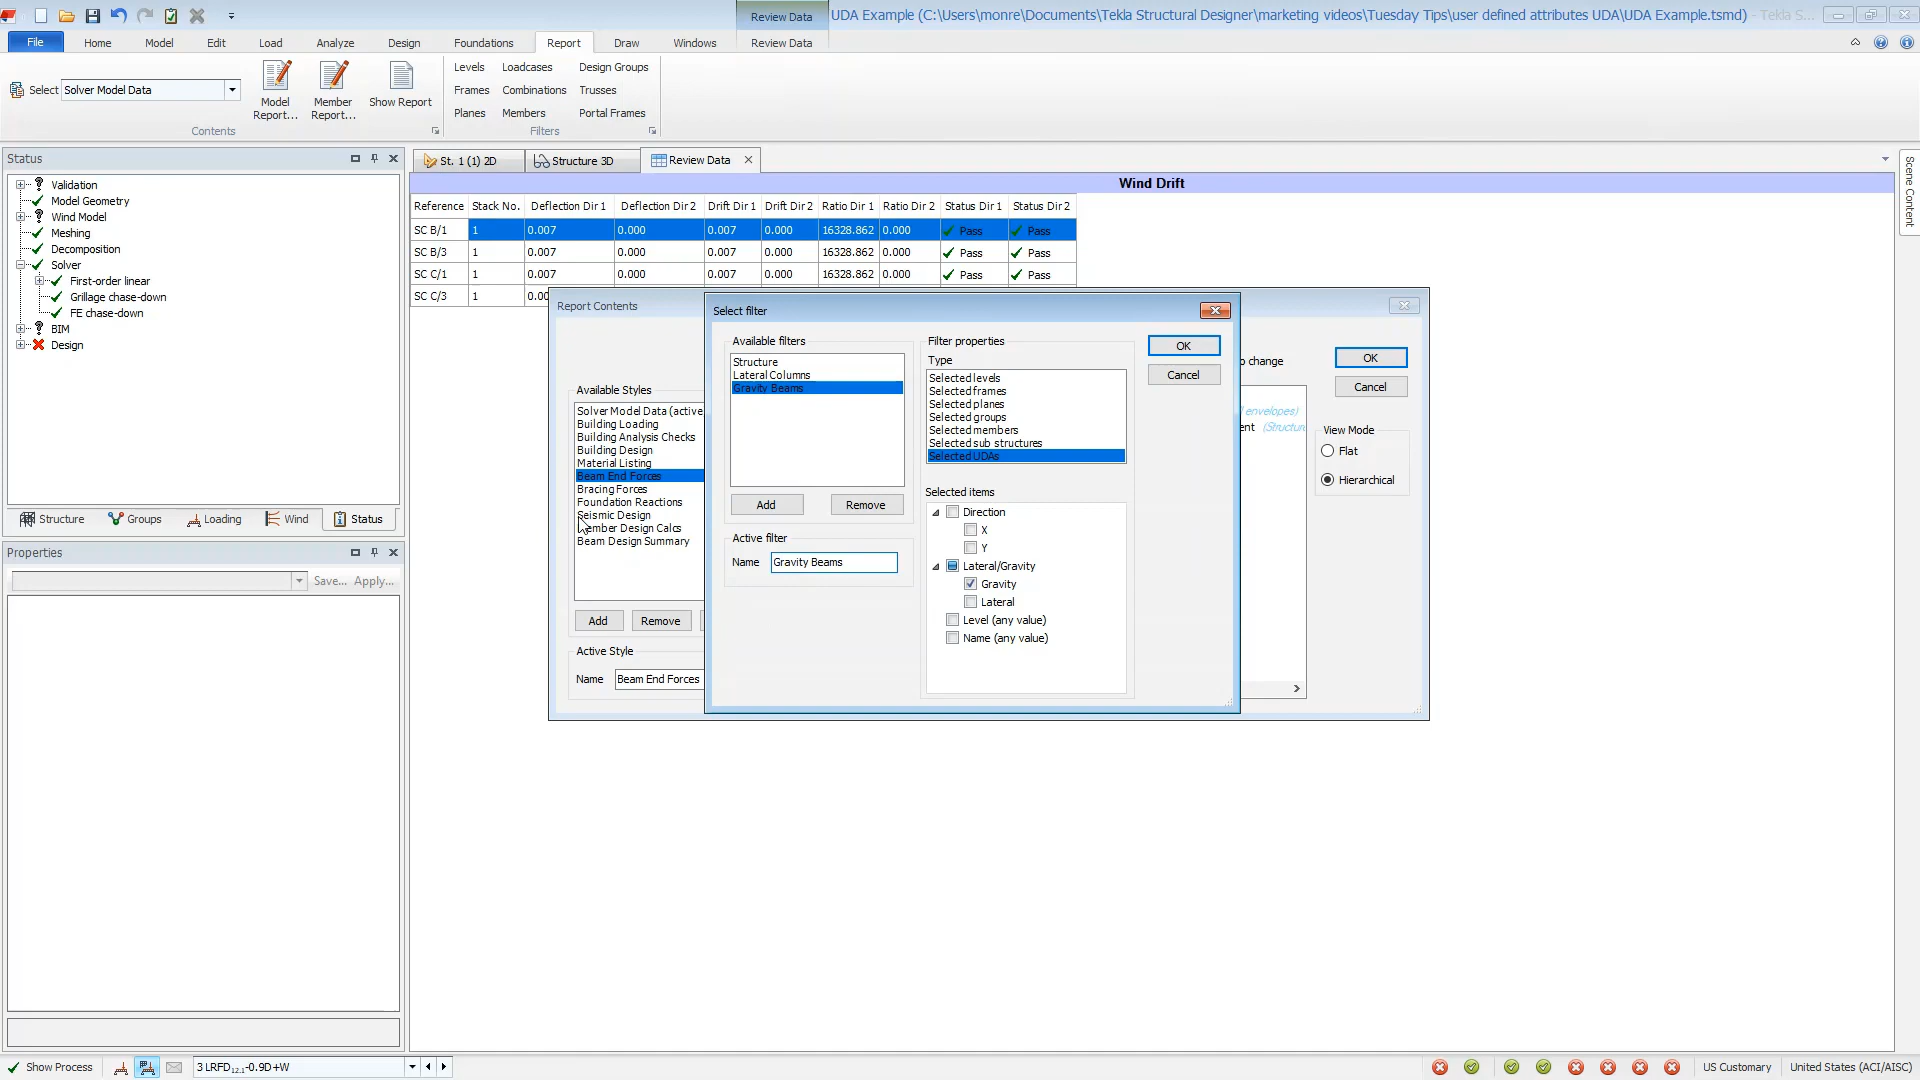 Review Data
UDA Example (C:\Users\monre\Documents\Tekla Structural Designer\marketing videos\Tuesday Tips\user defined attributes UDA\UDA Example.tsmd) - Tekla S...
File Home Model Edit Load Analyze Design Foundations Report Draw Windows Review Data
Select Solver Model Data
Model Report...
Member Report...
Show Report
Contents
Levels Loadcases Design Groups
Frames Combinations Trusses
Planes Members Portal Frames
Filters
Status
Validation
Model Geometry
Wind Model
Meshing
Decomposition
Solver
First-order linear
Grillage chase-down
FE chase-down
BIM
Design
Structure Groups Loading Wind Status
Properties
Save... Apply...
St. 1 (1) 2D Structure 3D Review Data
Scene Content
Wind Drift
Reference Stack No. Deflection Dir 1 Deflection Dir 2 Drift Dir 1 Drift Dir 2 Ratio Dir 1 Ratio Dir 2 Status Dir 1 Status Dir 2
SC B/1 1 0.007 0.000 0.007 0.000 16328.862 0.000 Pass Pass
SC B/3 1 0.007 0.000 0.007 0.000 16328.862 0.000 Pass Pass
SC C/1 1 0.007 0.000 0.007 0.000 16328.862 0.000 Pass Pass
SC C/3 1 0.00
Report Contents
Available Styles
Solver Model Data (active
Building Loading
Building Analysis Checks
Building Design
Material Listing
Beam End Forces
Bracing Forces
Foundation Reactions
Seismic Design
Member Design Calcs
Beam Design Summary
Add Remove
Active Style
Name Beam End Forces
Select filter
Available filters
Structure
Lateral Columns
Gravity Beams
Add Remove
Active filter
Name Gravity Beams
Filter properties
Type
Selected levels
Selected frames
Selected planes
Selected groups
Selected members
Selected sub structures
Selected UDAs
Selected items
Direction
X
Y
Lateral/Gravity
Gravity
Lateral
Level (any value)
Name (any value)
OK
Cancel
o change
envelopes)
ent (Structure
OK
Cancel
View Mode
Flat
Hierarchical
Show Process
3 LRFD12.1-0.9D+W
US Customary United States (ACI/AISC)